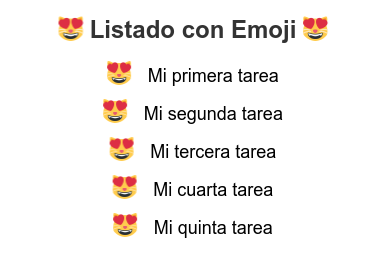 😻 Listado con Emoji 😻
😻 Mi primera tarea
😻 Mi segunda tarea
😻 Mi tercera tarea
😻 Mi cuarta tarea
😻 Mi quinta tarea